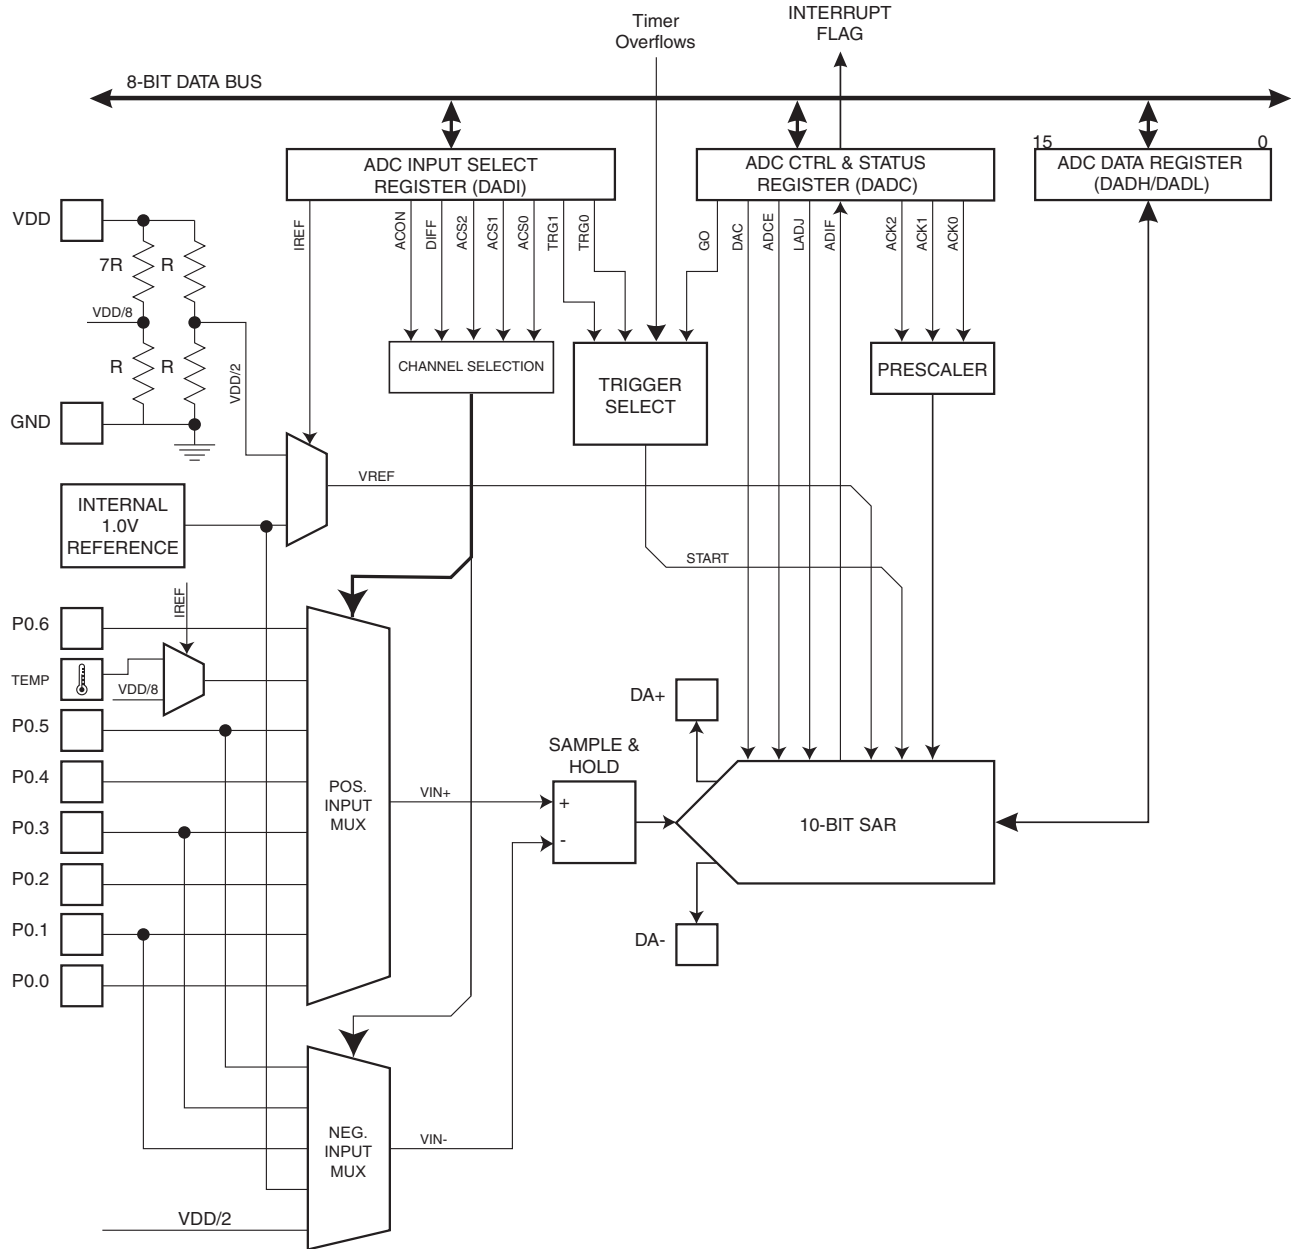 Timer
Overflows
INTERRUPT
FLAG
8-BIT DATA BUS
ADC INPUT SELECT
REGISTER (DADI)
ADC CTRL & STATUS
REGISTER (DADC)
15
0
ADC DATA REGISTER
(DADH/DADL)
IREF
ACON
DIFF
ACS2
ACS1
ACS0
TRG1
TRG0
GO
DAC
ADCE
LADJ
ADIF
ACK2
ACK1
ACK0
VDD
7R
R
VDD/8
R
R
VDD/2
GND
CHANNEL SELECTION
TRIGGER
SELECT
PRESCALER
VREF
INTERNAL
1.0V
REFERENCE
START
IREF
P0.6
TEMP
VDD/8
P0.5
P0.4
P0.3
P0.2
P0.1
P0.0
POS.
INPUT
MUX
VIN+
SAMPLE &
HOLD
+
-
DA+
10-BIT SAR
DA-
NEG.
INPUT
MUX
VIN-
VDD/2